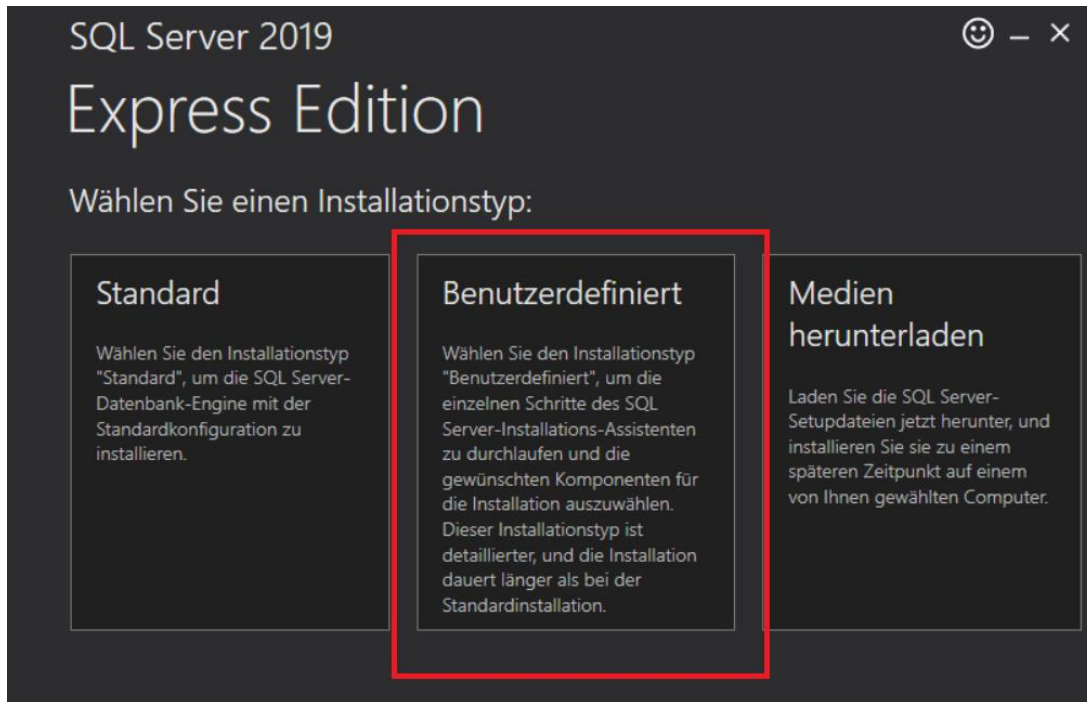 SQL Server 2019
Express Edition
Wählen Sie einen Installationstyp:
Standard
Wählen Sie den Installationstyp
"Standard", um die SQL Server-
Datenbank-Engine mit der
Standardkonfiguration zu
installieren.
Benutzerdefiniert
Wählen Sie den Installationstyp
"Benutzerdefiniert", um die
einzelnen Schritte des SQL
Server-Installations-Assistenten
zu durchlaufen und die
gewünschten Komponenten für
die Installation auszuwählen.
Dieser Installationstyp ist
detaillierter, und die Installation
dauert länger als bei der
Standardinstallation.
Medien
herunterladen
Laden Sie die SQL Server-
Setupdateien jetzt herunter, und
installieren Sie sie zu einem
späteren Zeitpunkt auf einem
von Ihnen gewählten Computer.